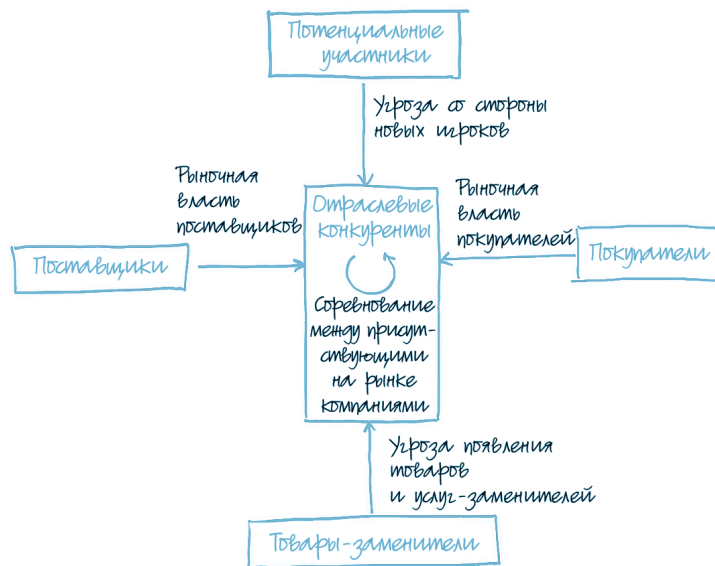 Потенциальные
участники
Угроза со стороны
новых игроков
Рыночная
власть
поставщиков
Отраслевые
конкуренты
Рыночная
власть
покупателей
Поставщики
Покупатели
Соревнование
между присут-
ствующими
на рынке
компаниями
Угроза появления
товаров
и услуг-заменителей
Товары-заменители